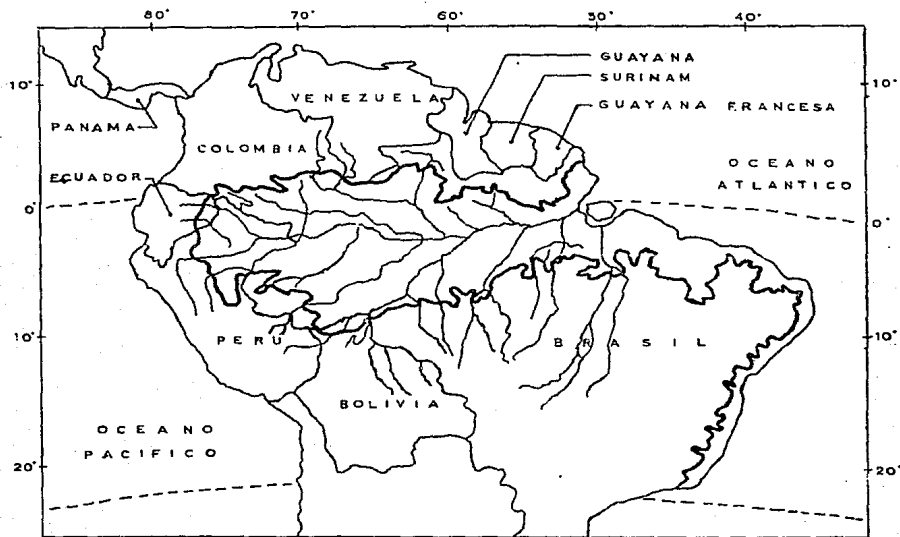 80° 70° 60° 50° 40°
10° 10°
GUAYANA
SURINAM
GUAYANA FRANCESA
VENEZUELA
PANAMA
COLOMBIA
ECUADOR
OCEANO
ATLANTICO
0° 0°
PERU
BRASIL
10° 10°
BOLIVIA
OCEANO
PACIFICO
20° 20°